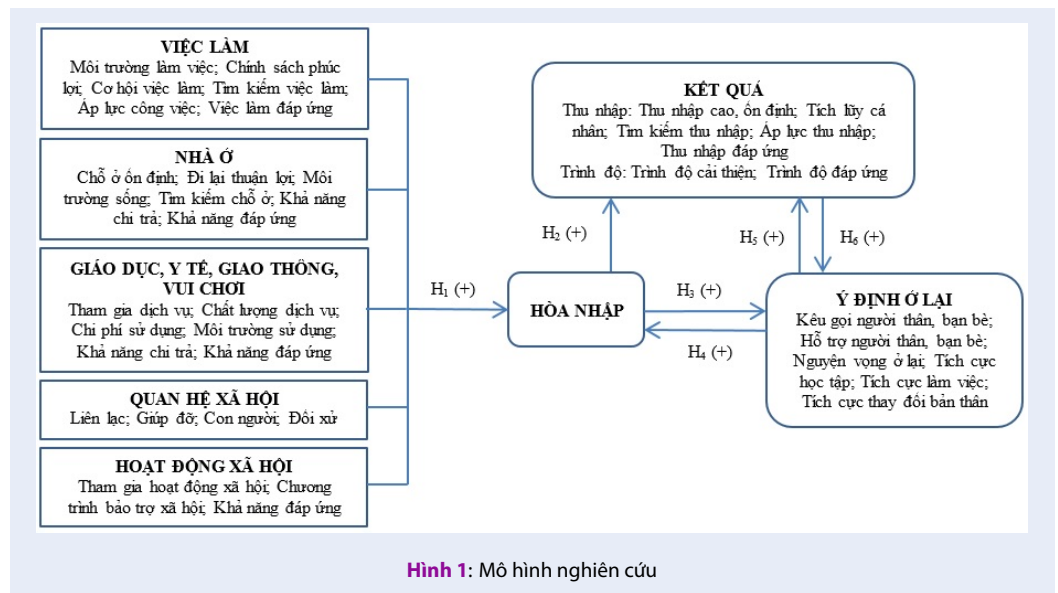 VIỆC LÀM
Môi trường làm việc; Chính sách phúc
lợi; Cơ hội việc làm; Tìm kiếm việc làm;
Áp lực công việc; Việc làm đáp ứng
NHÀ Ở
Chỗ ở ổn định; Đi lại thuận lợi; Môi
trường sống; Tìm kiếm chỗ ở; Khả năng
chi trả; Khả năng đáp ứng
GIÁO DỤC, Y TẾ, GIAO THÔNG,
VUI CHƠI
Tham gia dịch vụ; Chất lượng dịch vụ;
Chi phí sử dụng; Môi trường sử dụng;
Khả năng chi trả; Khả năng đáp ứng
QUAN HỆ XÃ HỘI
Liên lạc; Giúp đỡ; Con người; Đối xử
HOẠT ĐỘNG XÃ HỘI
Tham gia hoạt động xã hội; Chương
trình bảo trợ xã hội; Khả năng đáp ứng
H1 (+)
HÒA NHẬP
KẾT QUẢ
Thu nhập: Thu nhập cao, ổn định; Tích lũy cá
nhân; Tìm kiếm thu nhập; Áp lực thu nhập;
Thu nhập đáp ứng
Trình độ: Trình độ cải thiện; Trình độ đáp ứng
H2 (+)
H5 (+)
H6 (+)
H3 (+)
H4 (+)
Ý ĐỊNH Ở LẠI
Kêu gọi người thân, bạn bè;
Hỗ trợ người thân, bạn bè;
Nguyện vọng ở lại; Tích cực
học tập; Tích cực làm việc;
Tích cực thay đổi bản thân
Hình 1: Mô hình nghiên cứu